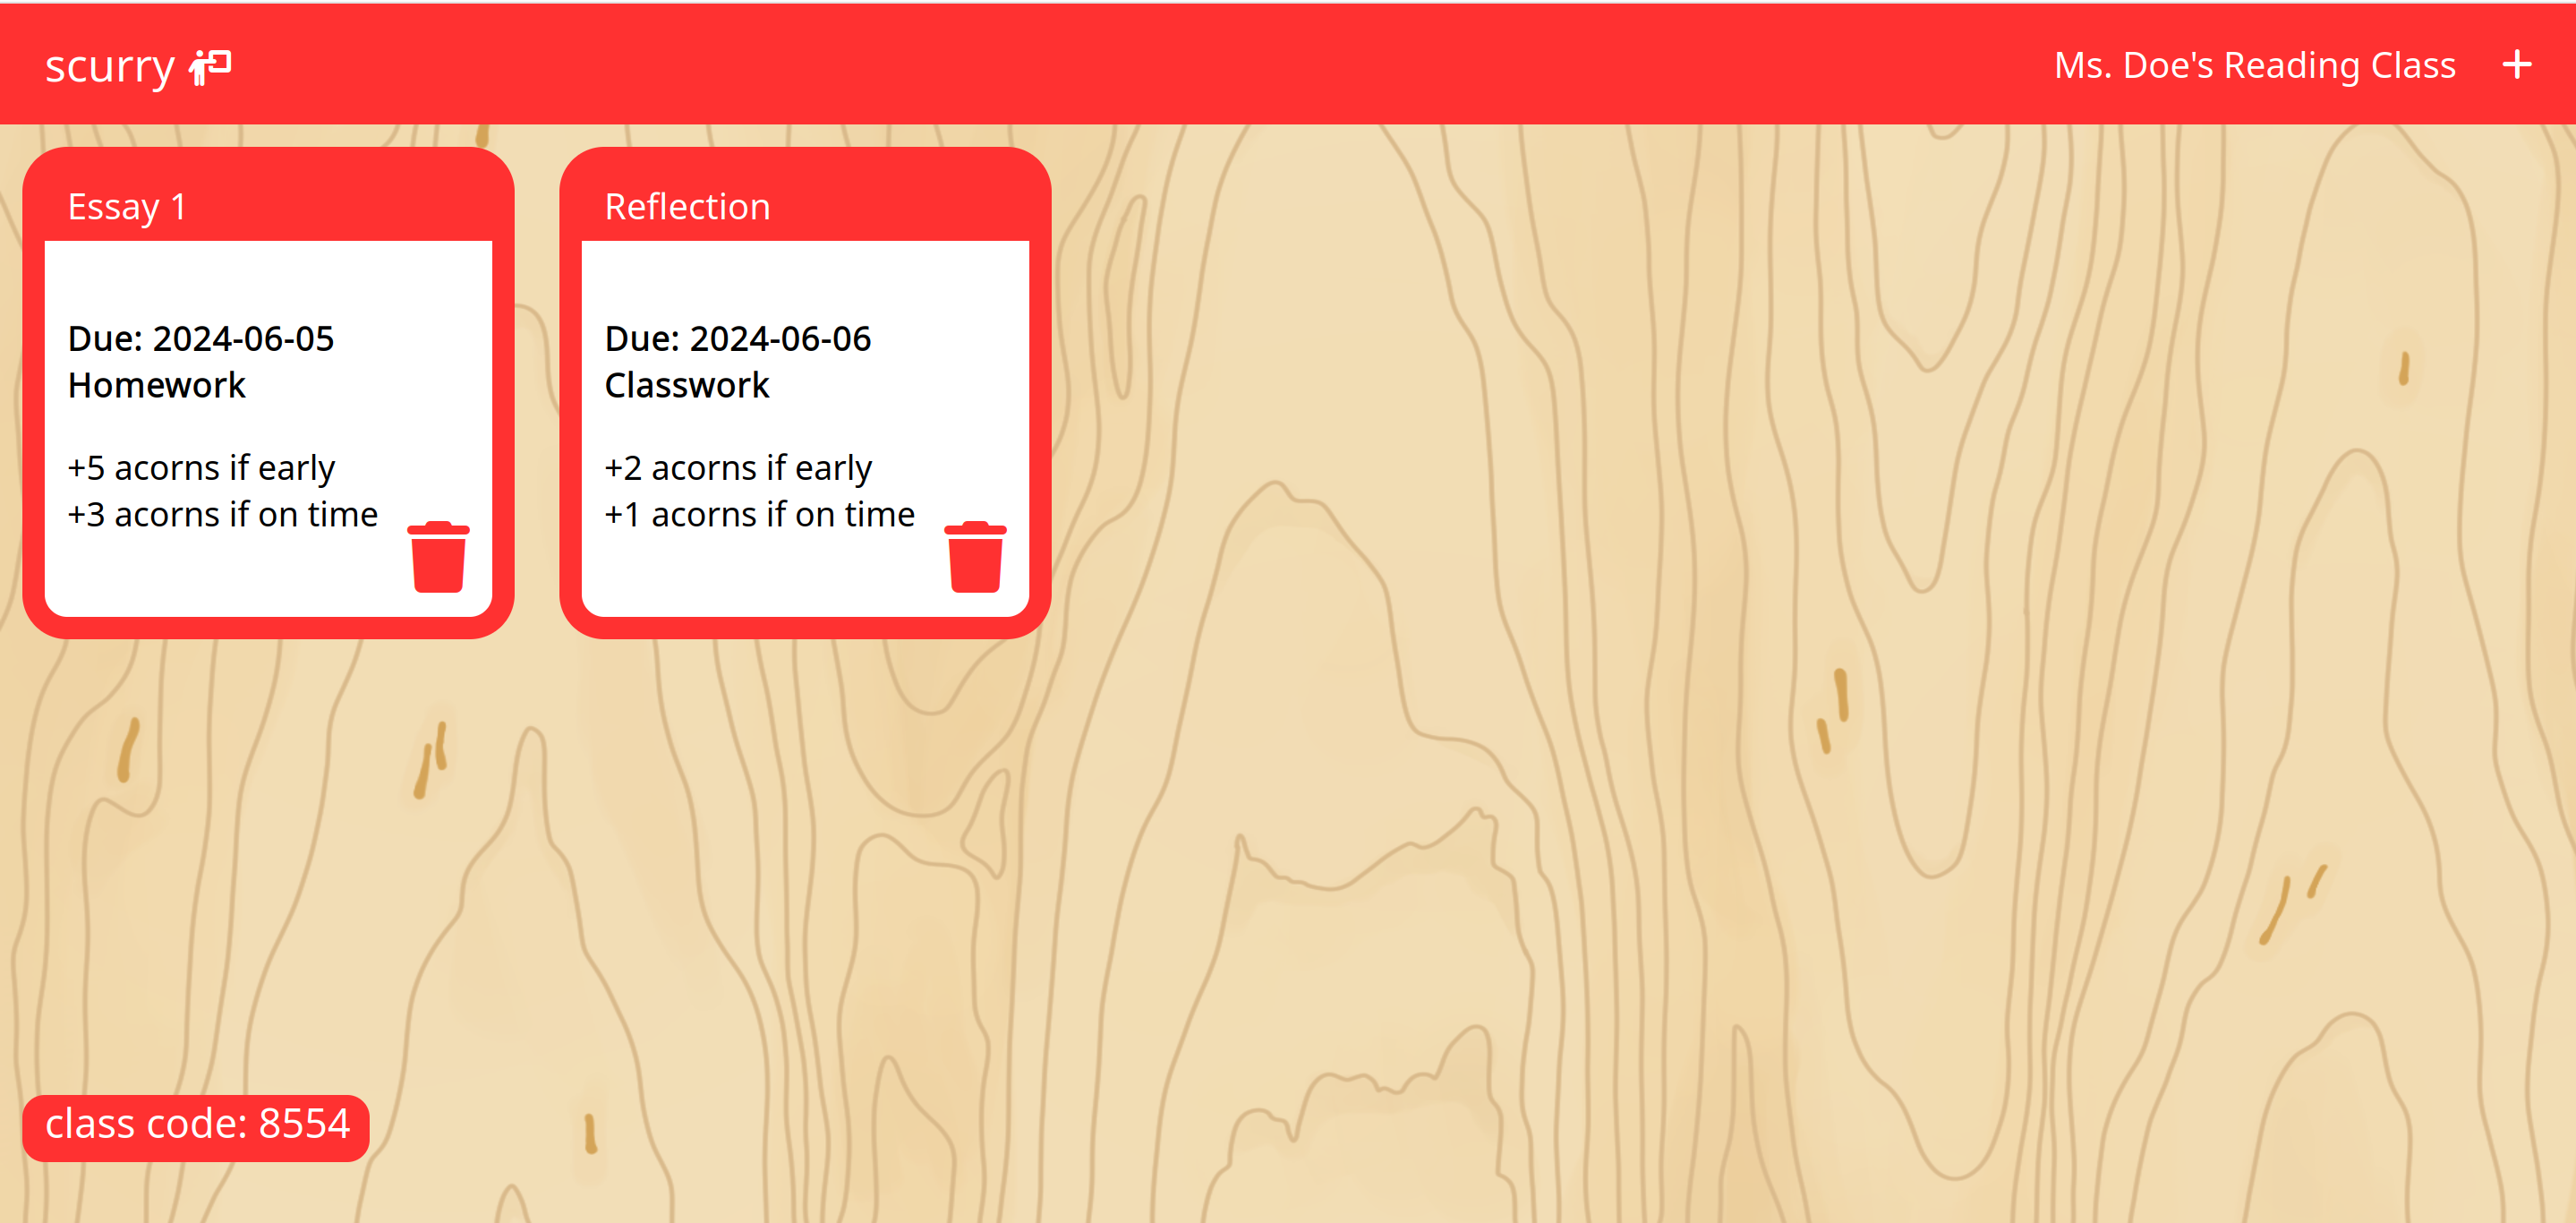 scurry
Ms. Doe's Reading Class
Essay 1
Due: 2024-06-05
Homework
+5 acorns if early
+3 acorns if on time
Reflection
Due: 2024-06-06
Classwork
+2 acorns if early
+1 acorns if on time
class code: 8554